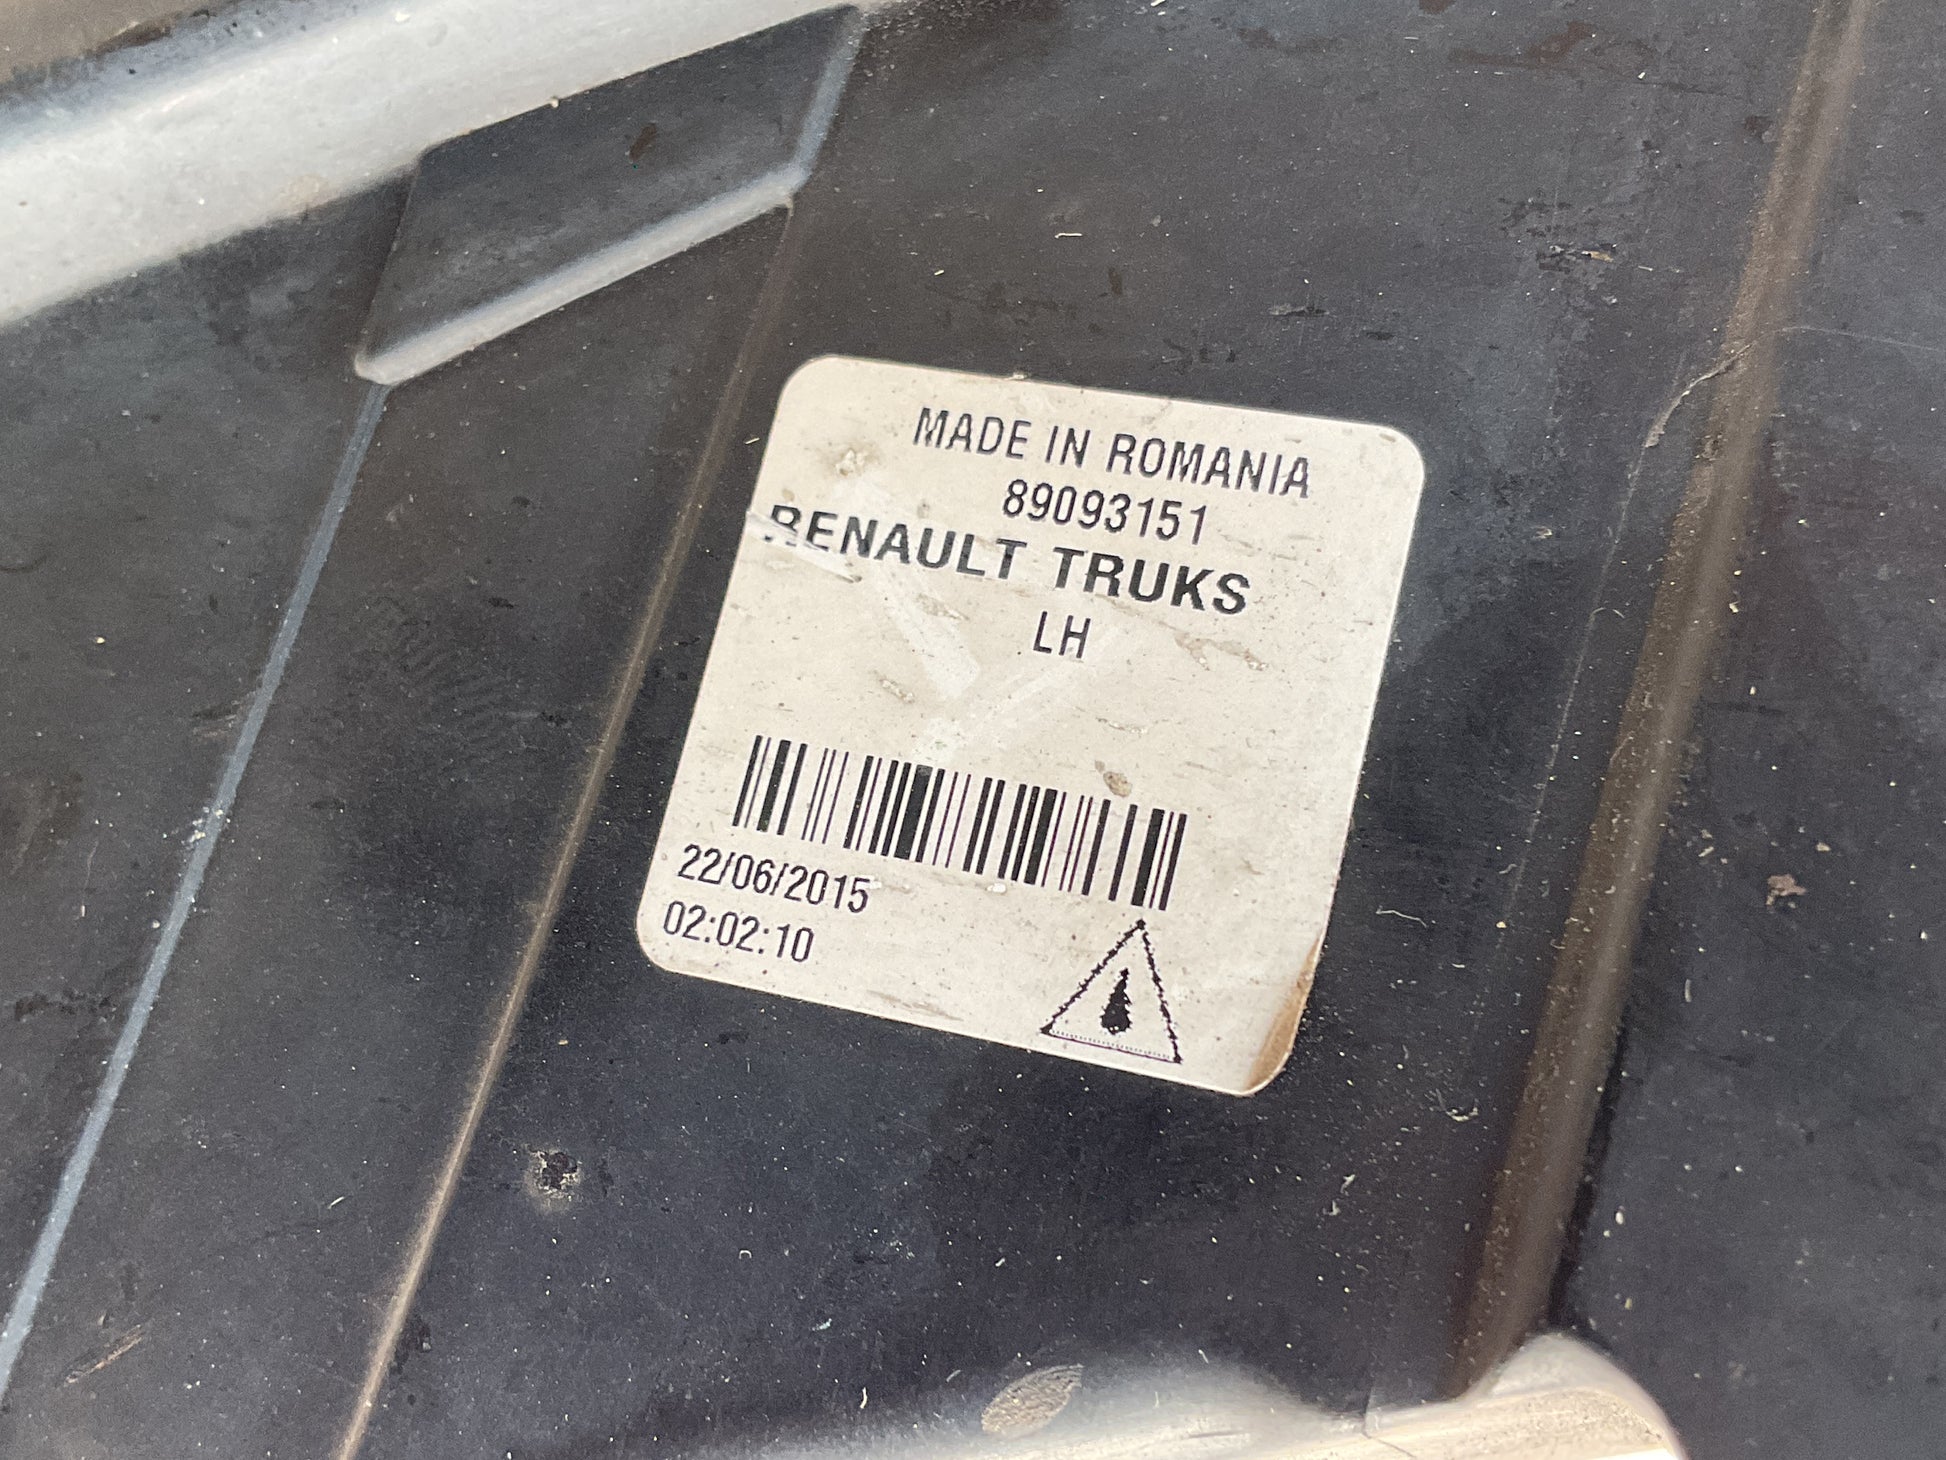 MADE IN ROMANIA
89093151
RENAULT TRUKS
LH
22/06/2015
02:02:10